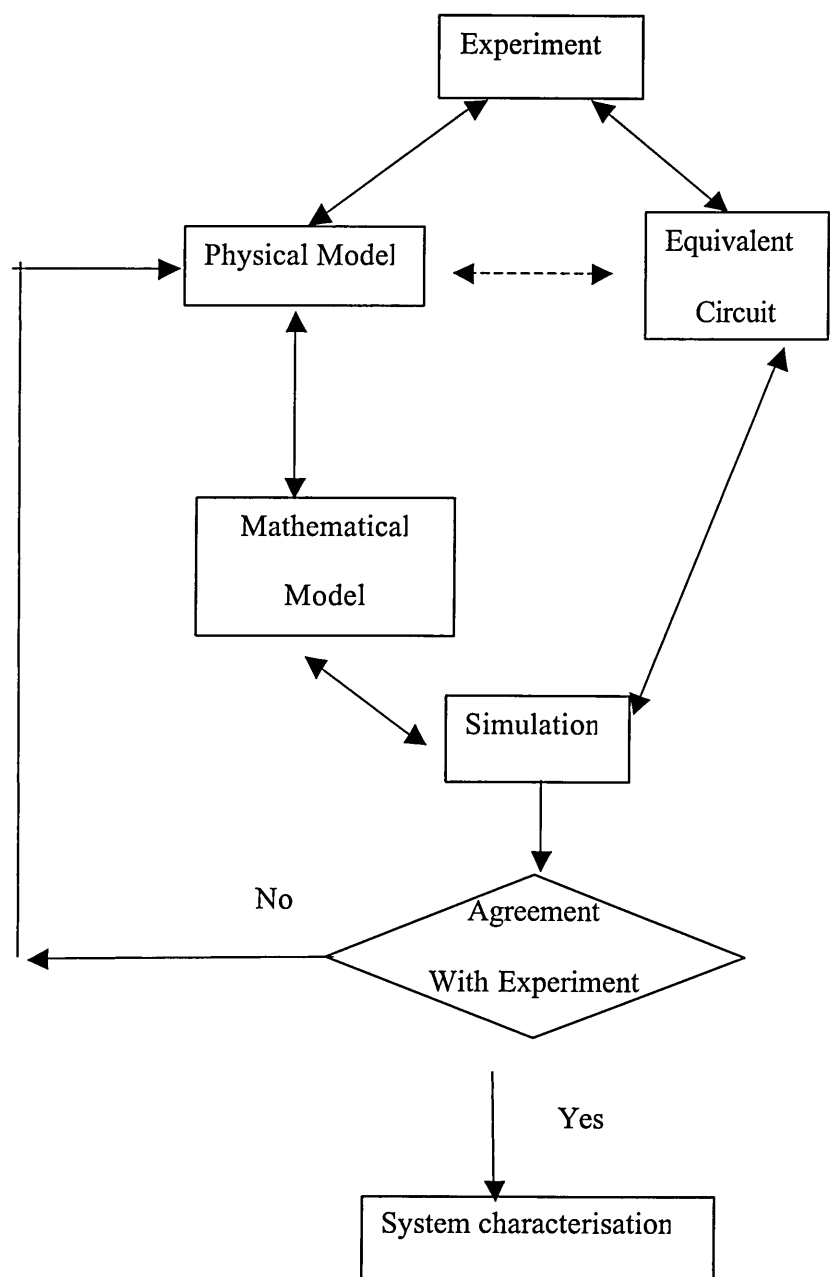 Experiment
Physical Model
Equivalent
Circuit
Mathematical
Model
Simulation
No
Agreement
With Experiment
Yes
System characterisation